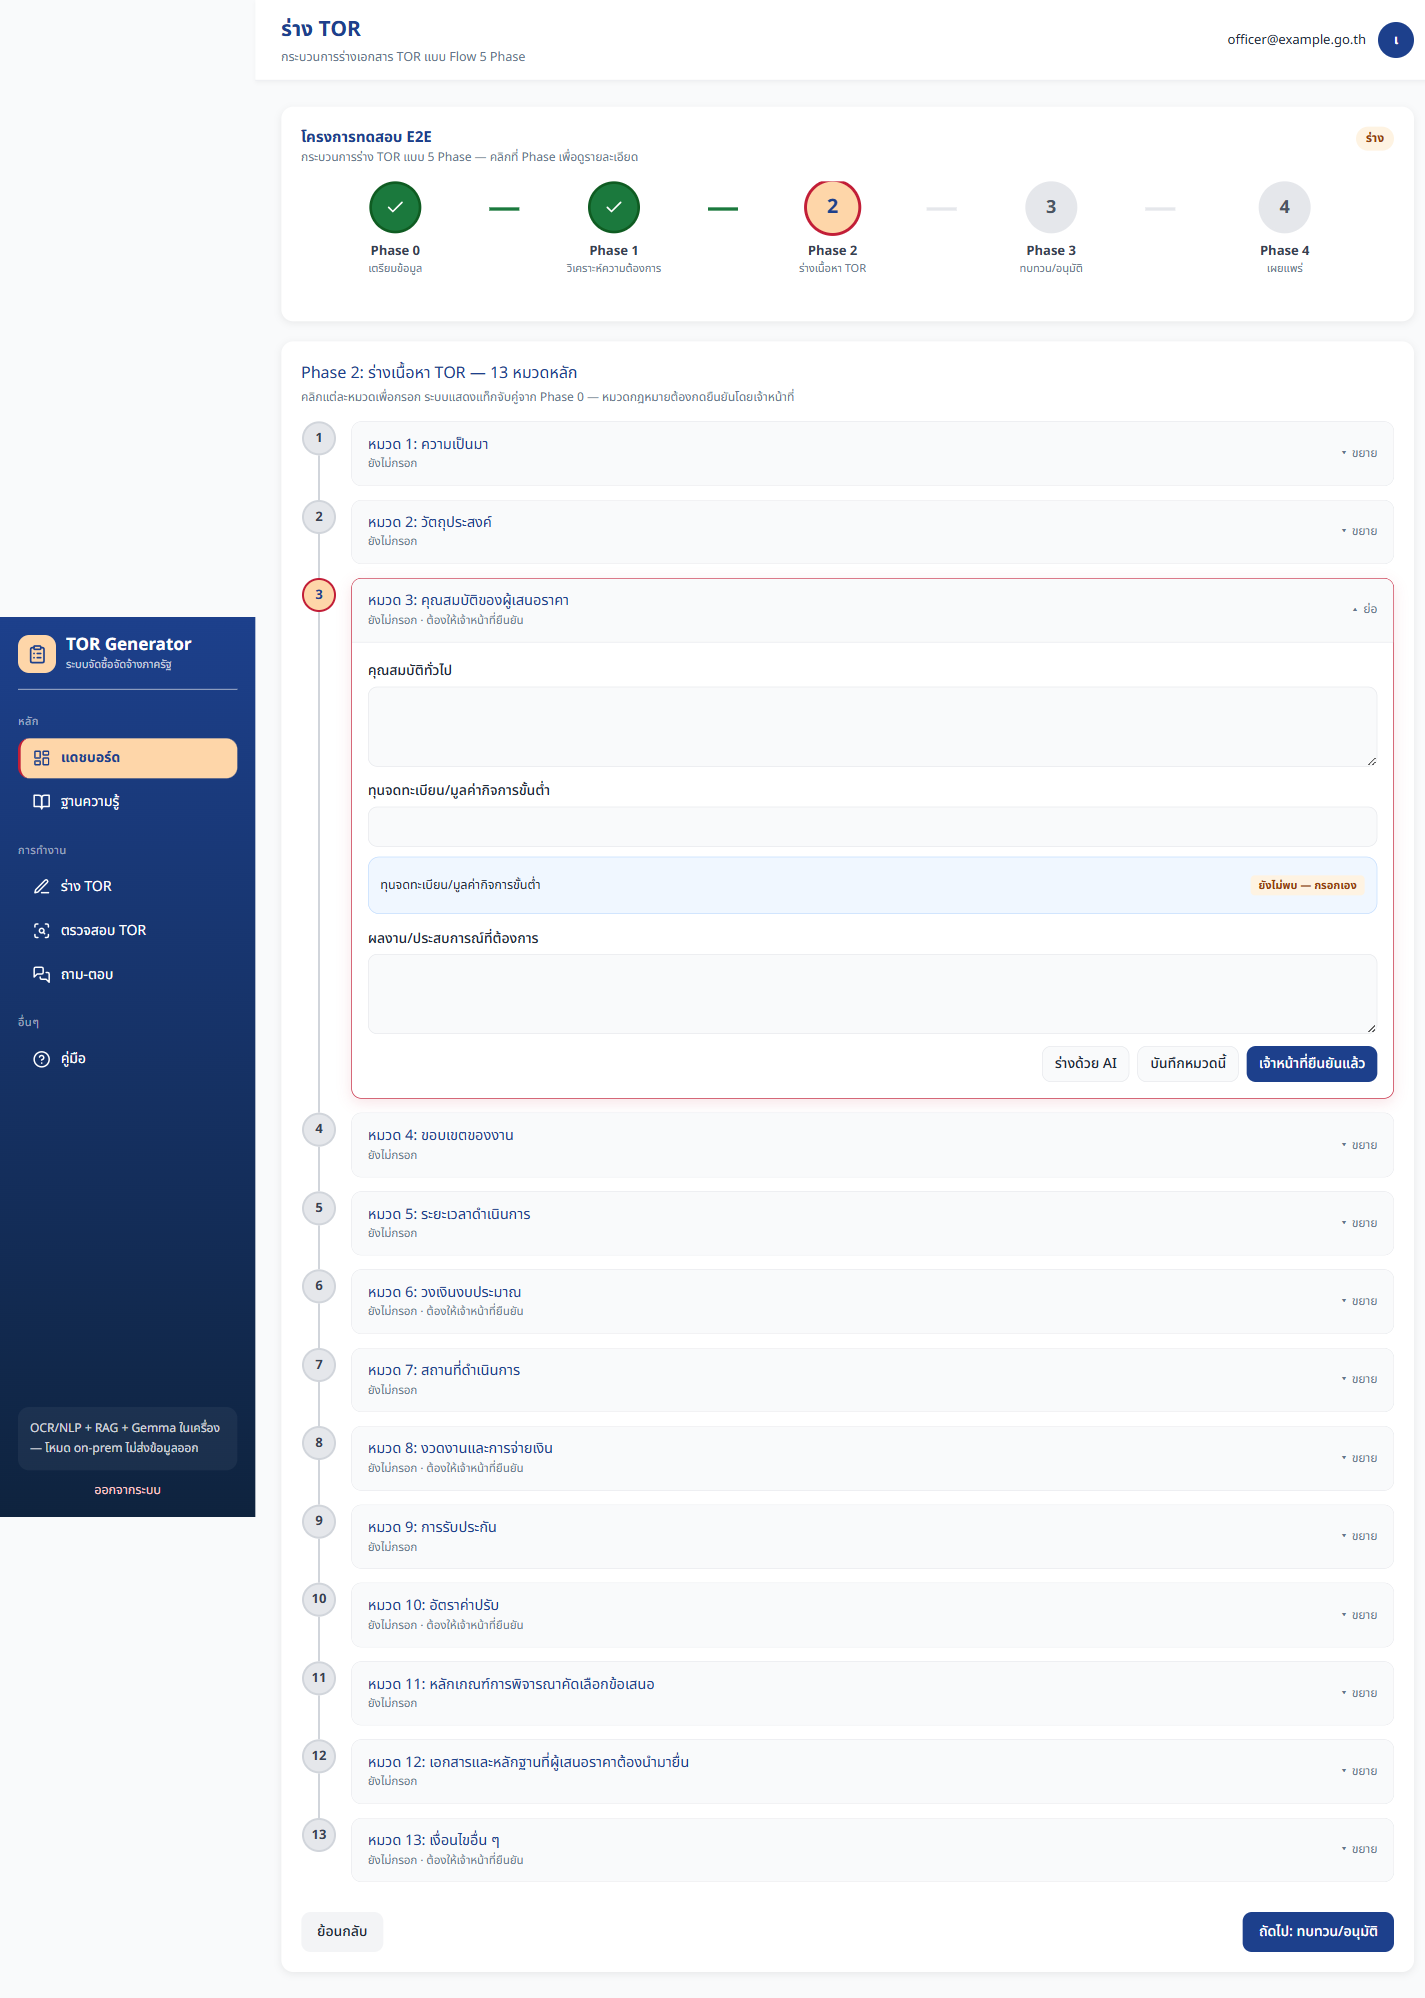 ร่าง TOR
กระบวนการร่างเอกสาร TOR แบบ Flow 5 Phase
officer@example.go.th
เ
โครงการทดสอบ E2E
กระบวนการร่าง TOR แบบ 5 Phase — คลิกที่ Phase เพื่อดูรายละเอียด
ร่าง
Phase 0
เตรียมข้อมูล
Phase 1
วิเคราะห์ความต้องการ
2
Phase 2
ร่างเนื้อหา TOR
3
Phase 3
ทบทวน/อนุมัติ
4
Phase 4
เผยแพร่
Phase 2: ร่างเนื้อหา TOR — 13 หมวดหลัก
คลิกแต่ละหมวดเพื่อกรอก ระบบแสดงแท็กจับคู่จาก Phase 0 — หมวดกฎหมายต้องกดยืนยันโดยเจ้าหน้าที่
1
หมวด 1: ความเป็นมา
ยังไม่กรอก
▾ ขยาย
2
หมวด 2: วัตถุประสงค์
ยังไม่กรอก
▾ ขยาย
3
หมวด 3: คุณสมบัติของผู้เสนอราคา
ยังไม่กรอก · ต้องให้เจ้าหน้าที่ยืนยัน
▴ ย่อ
คุณสมบัติทั่วไป
ทุนจดทะเบียน/มูลค่ากิจการขั้นต่ำ
ทุนจดทะเบียน/มูลค่ากิจการขั้นต่ำ
ยังไม่พบ — กรอกเอง
ผลงาน/ประสบการณ์ที่ต้องการ
ร่างด้วย AI
บันทึกหมวดนี้
เจ้าหน้าที่ยืนยันแล้ว
4
หมวด 4: ขอบเขตของงาน
ยังไม่กรอก
▾ ขยาย
5
หมวด 5: ระยะเวลาดำเนินการ
ยังไม่กรอก
▾ ขยาย
6
หมวด 6: วงเงินงบประมาณ
ยังไม่กรอก · ต้องให้เจ้าหน้าที่ยืนยัน
▾ ขยาย
7
หมวด 7: สถานที่ดำเนินการ
ยังไม่กรอก
▾ ขยาย
8
หมวด 8: งวดงานและการจ่ายเงิน
ยังไม่กรอก · ต้องให้เจ้าหน้าที่ยืนยัน
▾ ขยาย
9
หมวด 9: การรับประกัน
ยังไม่กรอก
▾ ขยาย
10
หมวด 10: อัตราค่าปรับ
ยังไม่กรอก · ต้องให้เจ้าหน้าที่ยืนยัน
▾ ขยาย
11
หมวด 11: หลักเกณฑ์การพิจารณาคัดเลือกข้อเสนอ
ยังไม่กรอก
▾ ขยาย
12
หมวด 12: เอกสารและหลักฐานที่ผู้เสนอราคาต้องนำมายื่น
ยังไม่กรอก
▾ ขยาย
13
หมวด 13: เงื่อนไขอื่น ๆ
ยังไม่กรอก · ต้องให้เจ้าหน้าที่ยืนยัน
▾ ขยาย
ย้อนกลับ
ถัดไป: ทบทวน/อนุมัติ
TOR Generator
ระบบจัดซื้อจัดจ้างภาครัฐ
หลัก
แดชบอร์ด
ฐานความรู้
การทำงาน
ร่าง TOR
ตรวจสอบ TOR
ถาม-ตอบ
อื่นๆ
คู่มือ
OCR/NLP + RAG + Gemma ในเครื่อง
— โหมด on-prem ไม่ส่งข้อมูลออก
ออกจากระบบ